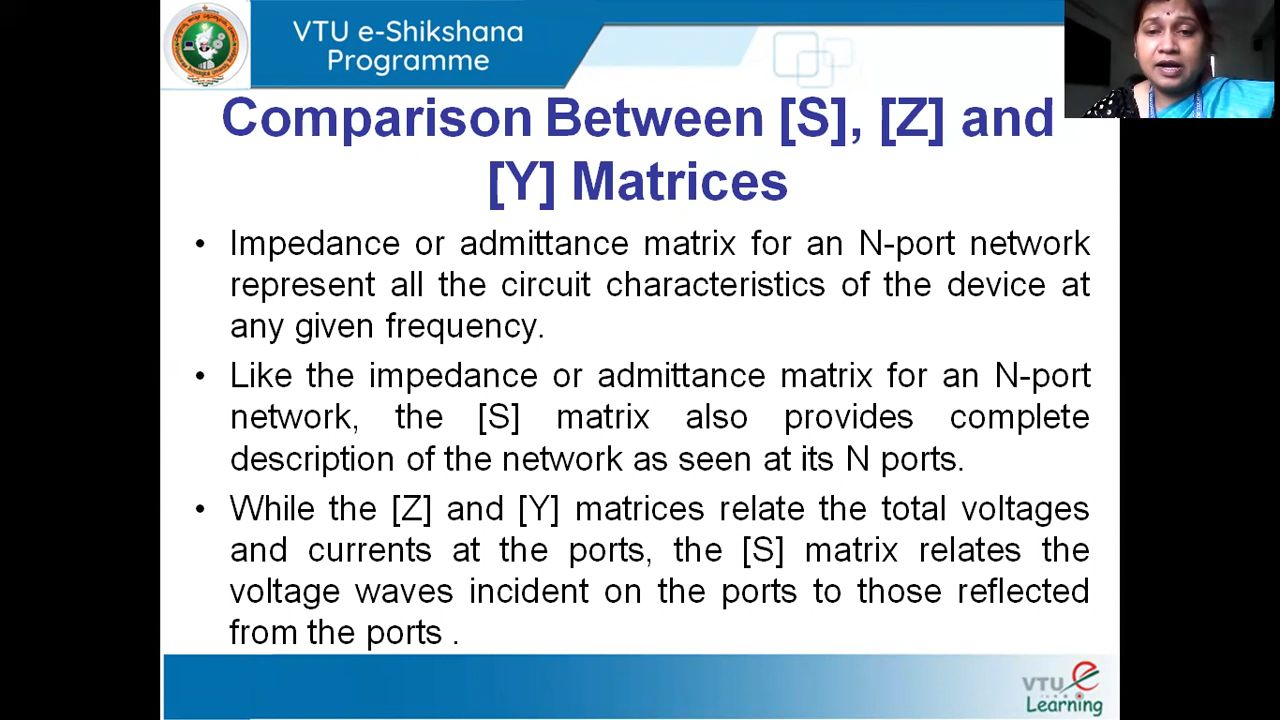 VTU e-Shikshana
Programme
Comparison Between [S], [Z] and
[Y] Matrices
• Impedance or admittance matrix for an N-port network
represent all the circuit characteristics of the device at
any given frequency.
• Like the impedance or admittance matrix for an N-port
network, the [S] matrix also provides complete
description of the network as seen at its N ports.
• While the [Z] and [Y] matrices relate the total voltages
and currents at the ports, the [S] matrix relates the
voltage waves incident on the ports to those reflected
from the ports .
VTU e
Learning